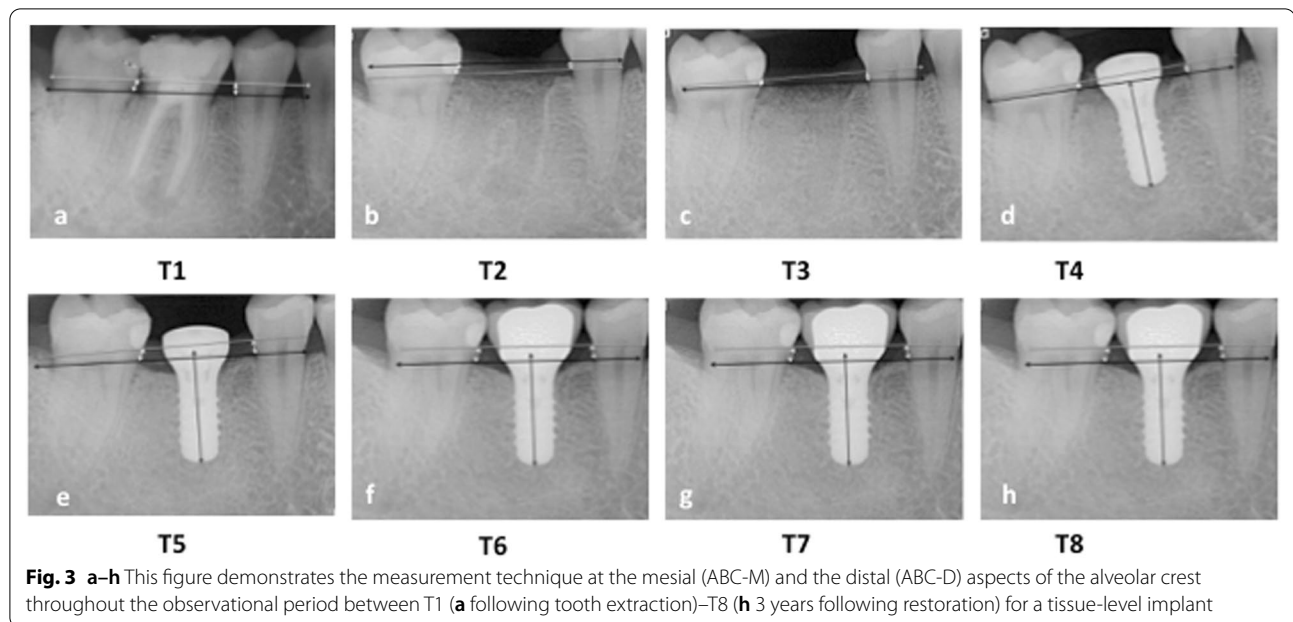 a
b
c
d
T1
T2
T3
T4
e
f
g
h
T5
T6
T7
T8
Fig. 3 a–h This figure demonstrates the measurement technique at the mesial (ABC-M) and the distal (ABC-D) aspects of the alveolar crest
throughout the observational period between T1 (a following tooth extraction)–T8 (h 3 years following restoration) for a tissue-level implant